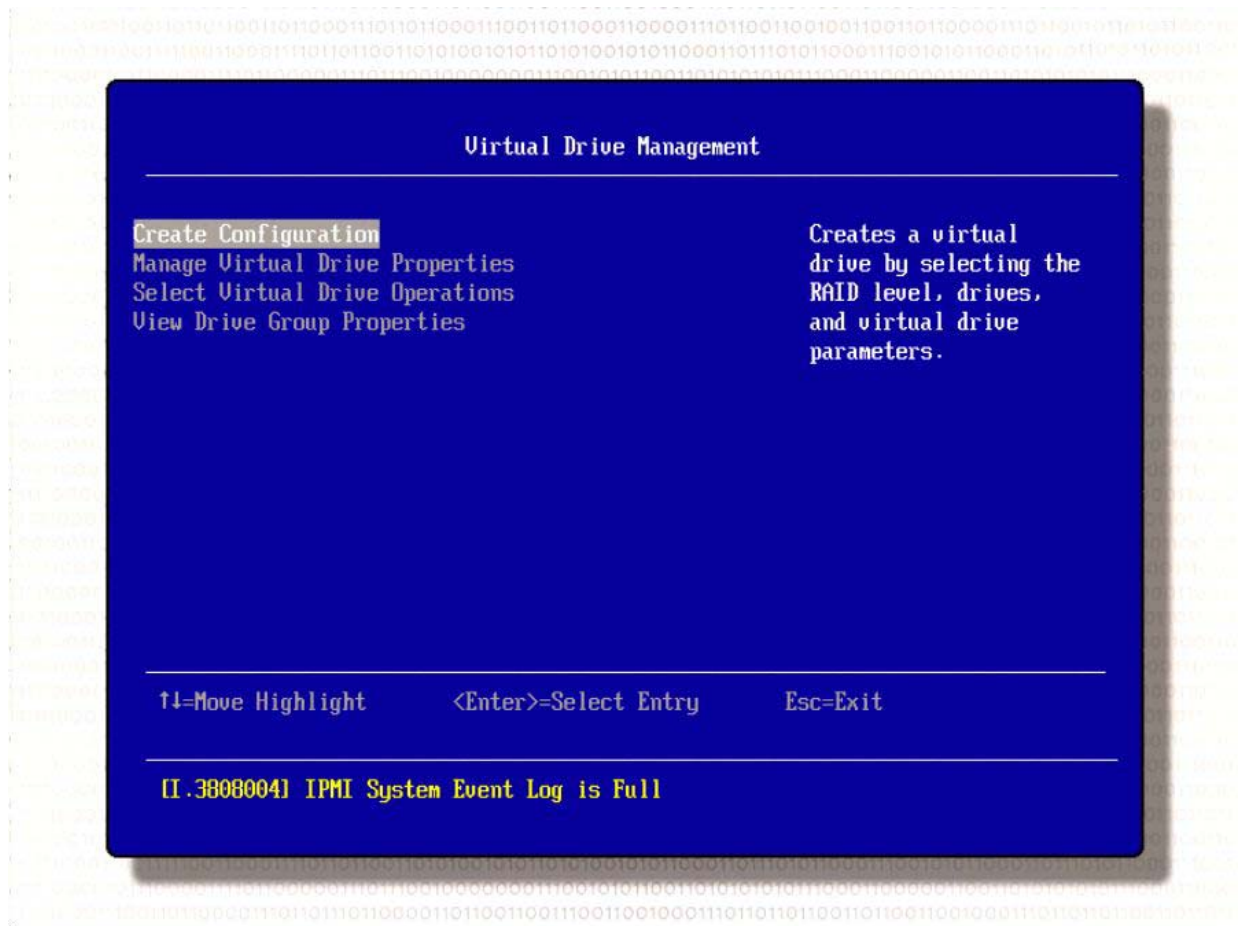 Virtual Drive Management
Create Configuration
Manage Virtual Drive Properties
Select Virtual Drive Operations
View Drive Group Properties
Creates a virtual
drive by selecting the
RAID level, drives,
and virtual drive
parameters.
↑↓=Move Highlight <Enter>=Select Entry Esc=Exit
[I.3808004] IPMI System Event Log is Full